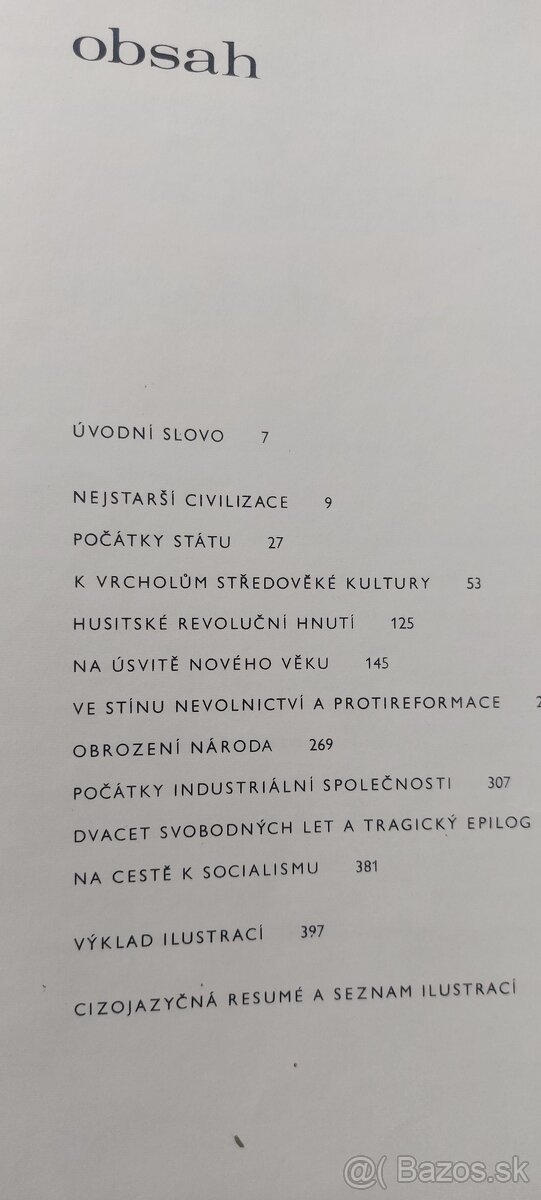 obsah
ÚVODNÍ SLOVO 7
NEJSTARŠÍ CIVILIZACE 9
POČÁTKY STÁTU 27
K VRCHOLŮM STŘEDOVĚKÉ KULTURY 53
HUSITSKÉ REVOLUČNÍ HNUTÍ 125
NA ÚSVITĚ NOVÉHO VĚKU 145
VE STÍNU NEVOLNICTVÍ A PROTIREFORMACE
OBROZENÍ NÁRODA 269
POČÁTKY INDUSTRIÁLNÍ SPOLEČNOSTI 307
DVACET SVOBODNÝCH LET A TRAGICKÝ EPILOG
NA CESTĚ K SOCIALISMU 381
VÝKLAD ILUSTRACÍ 397
CIZOJAZYČNÁ RESUMÉ A SEZNAM ILUSTRACÍ
@( Bazos.sk